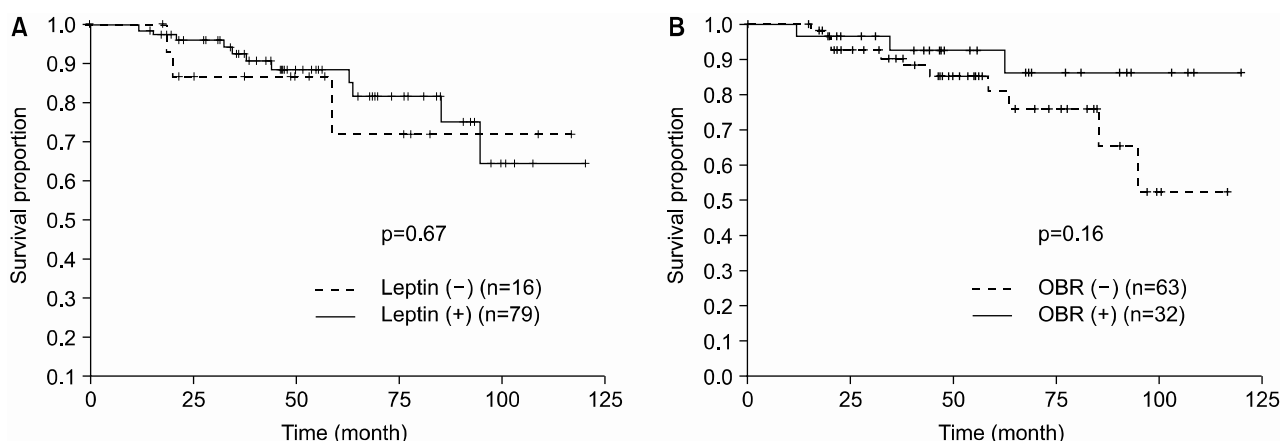 A
Survival proportion
1.0
0.9
0.8
0.7
0.6
0.5
0.4
0.3
0.2
0.1
p=0.67
Leptin (−) (n=16)
Leptin (+) (n=79)
0 25 50 75 100 125
Time (month)
B
Survival proportion
1.0
0.9
0.8
0.7
0.6
0.5
0.4
0.3
0.2
0.1
0.0
p=0.16
OBR (−) (n=63)
OBR (+) (n=32)
0 25 50 75 100 125
Time (month)